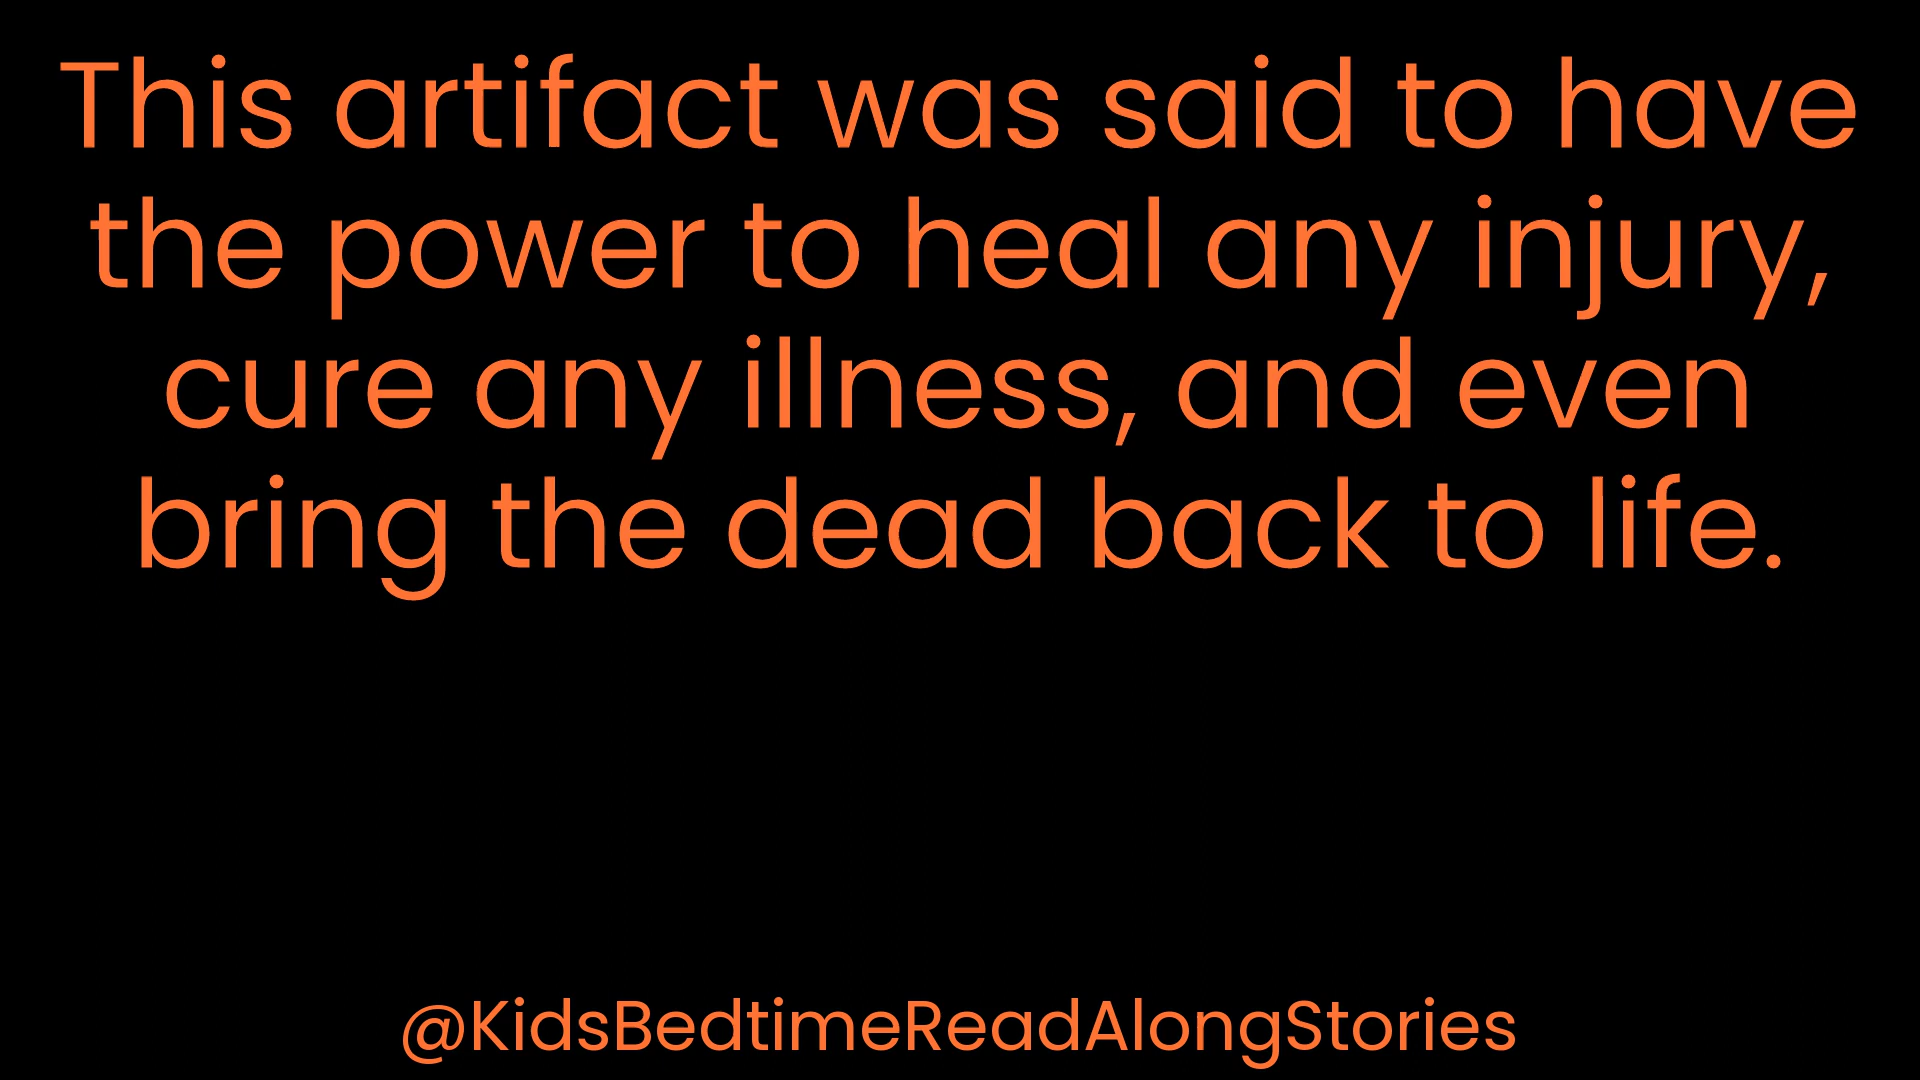 This artifact was said to have
the power to heal any injury,
cure any illness, and even
bring the dead back to life.
@KidsBedtimeReadAlongStories